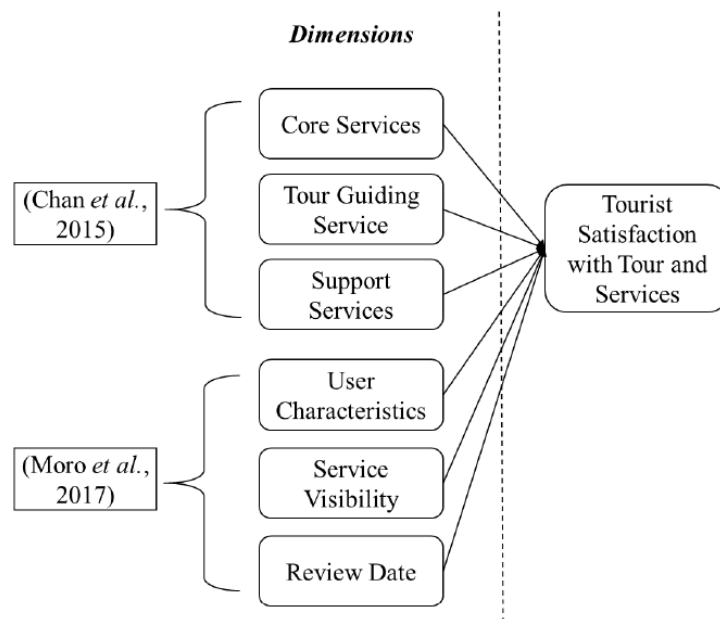 Dimensions
Core Services
Tour Guiding
Service
Support
Services
(Chan et al.,
2015)
User
Characteristics
Service
Visibility
Review Date
(Moro et al.,
2017)
Tourist
Satisfaction
with Tour and
Services